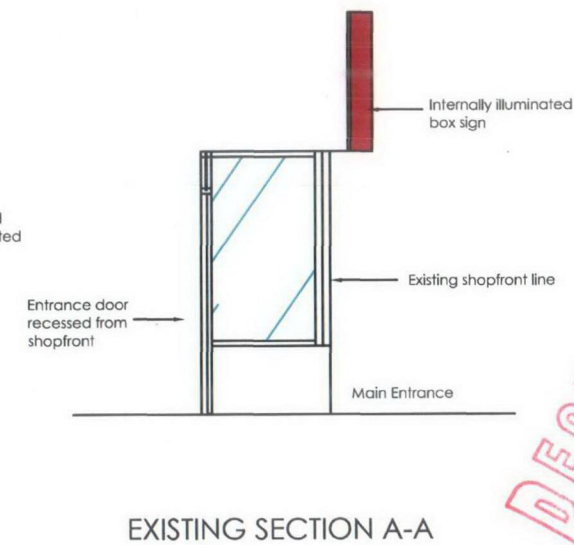 Internally illuminated
box sign
Existing shopfront line
Entrance door
recessed from
shopfront
Main Entrance
EXISTING SECTION A-A